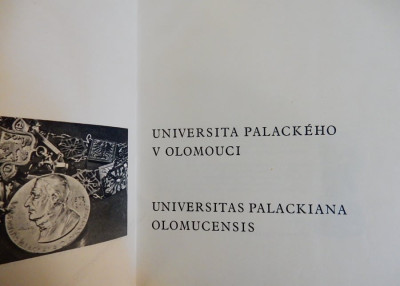 UNIVERSITA PALACKÉHO
V OLOMOUCI
UNIVERSITAS PALACKIANA
OLOMUCENSIS